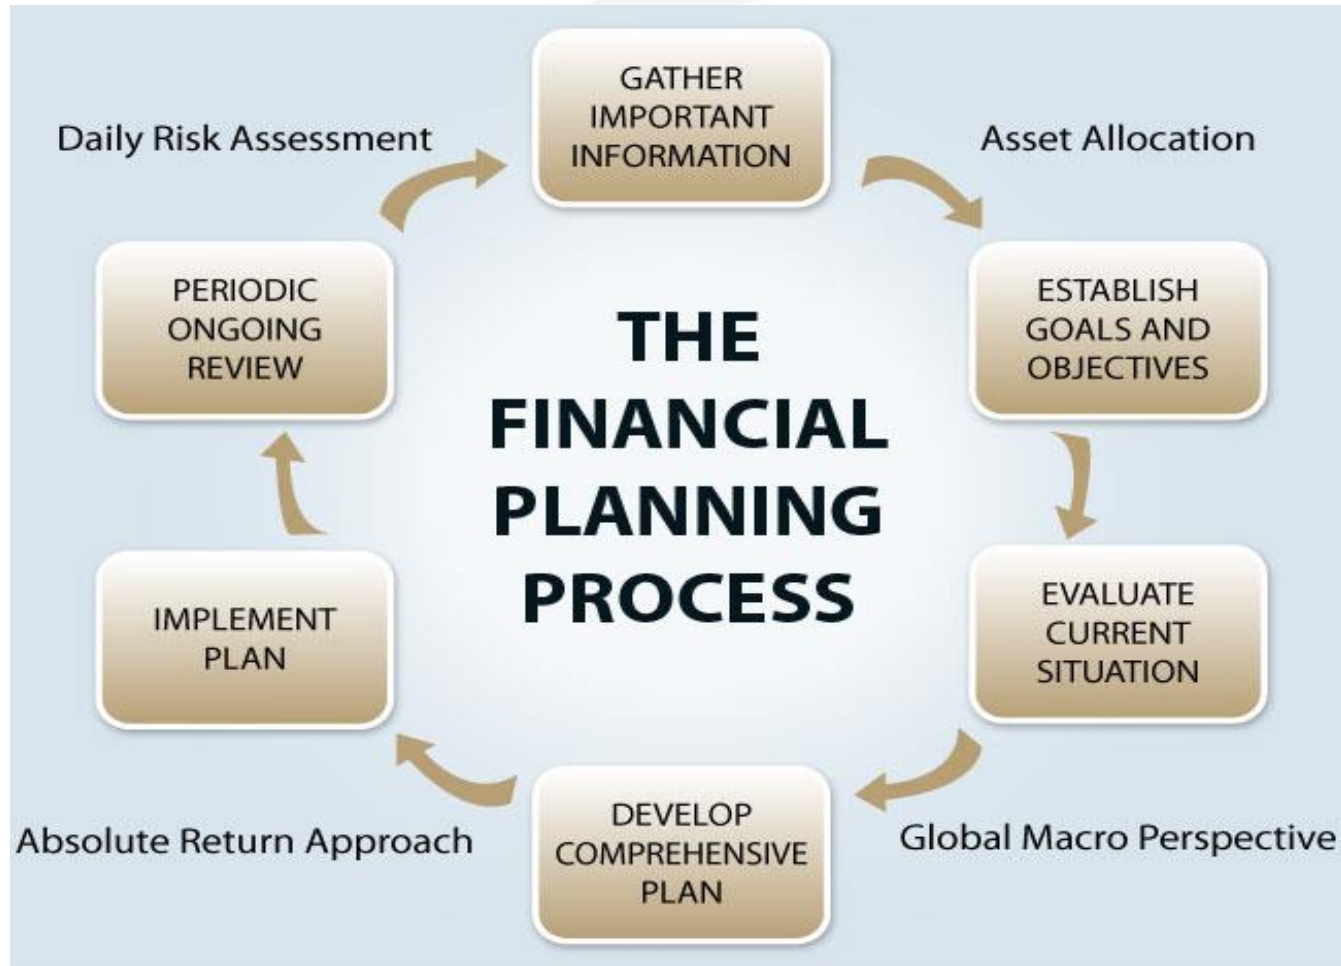 GATHER
IMPORTANT
INFORMATION
Daily Risk Assessment
Asset Allocation
PERIODIC
ONGOING
REVIEW
ESTABLISH
GOALS AND
OBJECTIVES
THE
FINANCIAL
PLANNING
PROCESS
IMPLEMENT
PLAN
EVALUATE
CURRENT
SITUATION
DEVELOP
COMPREHENSIVE
PLAN
Absolute Return Approach
Global Macro Perspective